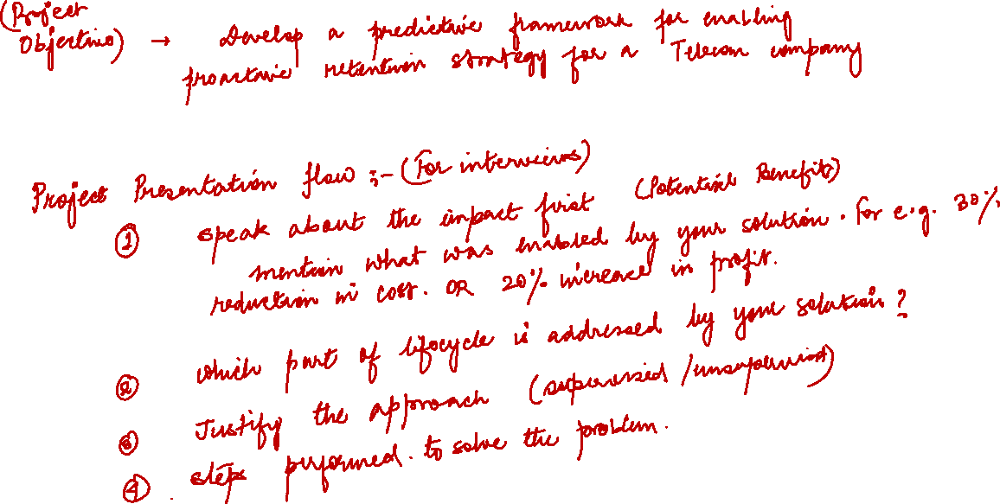 (Project
Objective) → Develop a predictive framework for enabling
proactive retention strategy for a Telecom company
Project Presentation flow :- (For interviews)
① speak about the impact first (Potential Benefits)
mention what was enabled by your solution. for e.g. 30%
reduction in cost. OR 20% increase in profit.
② which part of lifecycle is addressed by your solution?
③ Justify the approach (supervised /unsupervised)
④ steps performed. to solve the problem.